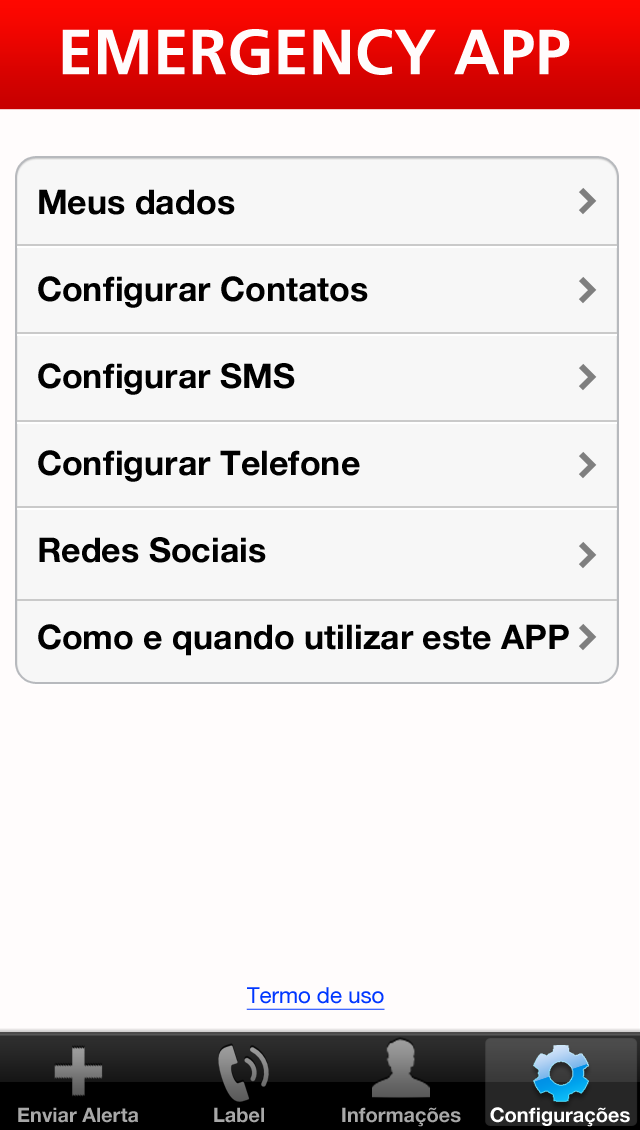 EMERGENCY APP
Meus dados
Configurar Contatos
Configurar SMS
Configurar Telefone
Redes Sociais
Como e quando utilizar este APP
Termo de uso
Enviar Alerta
Label
Informações
Configurações